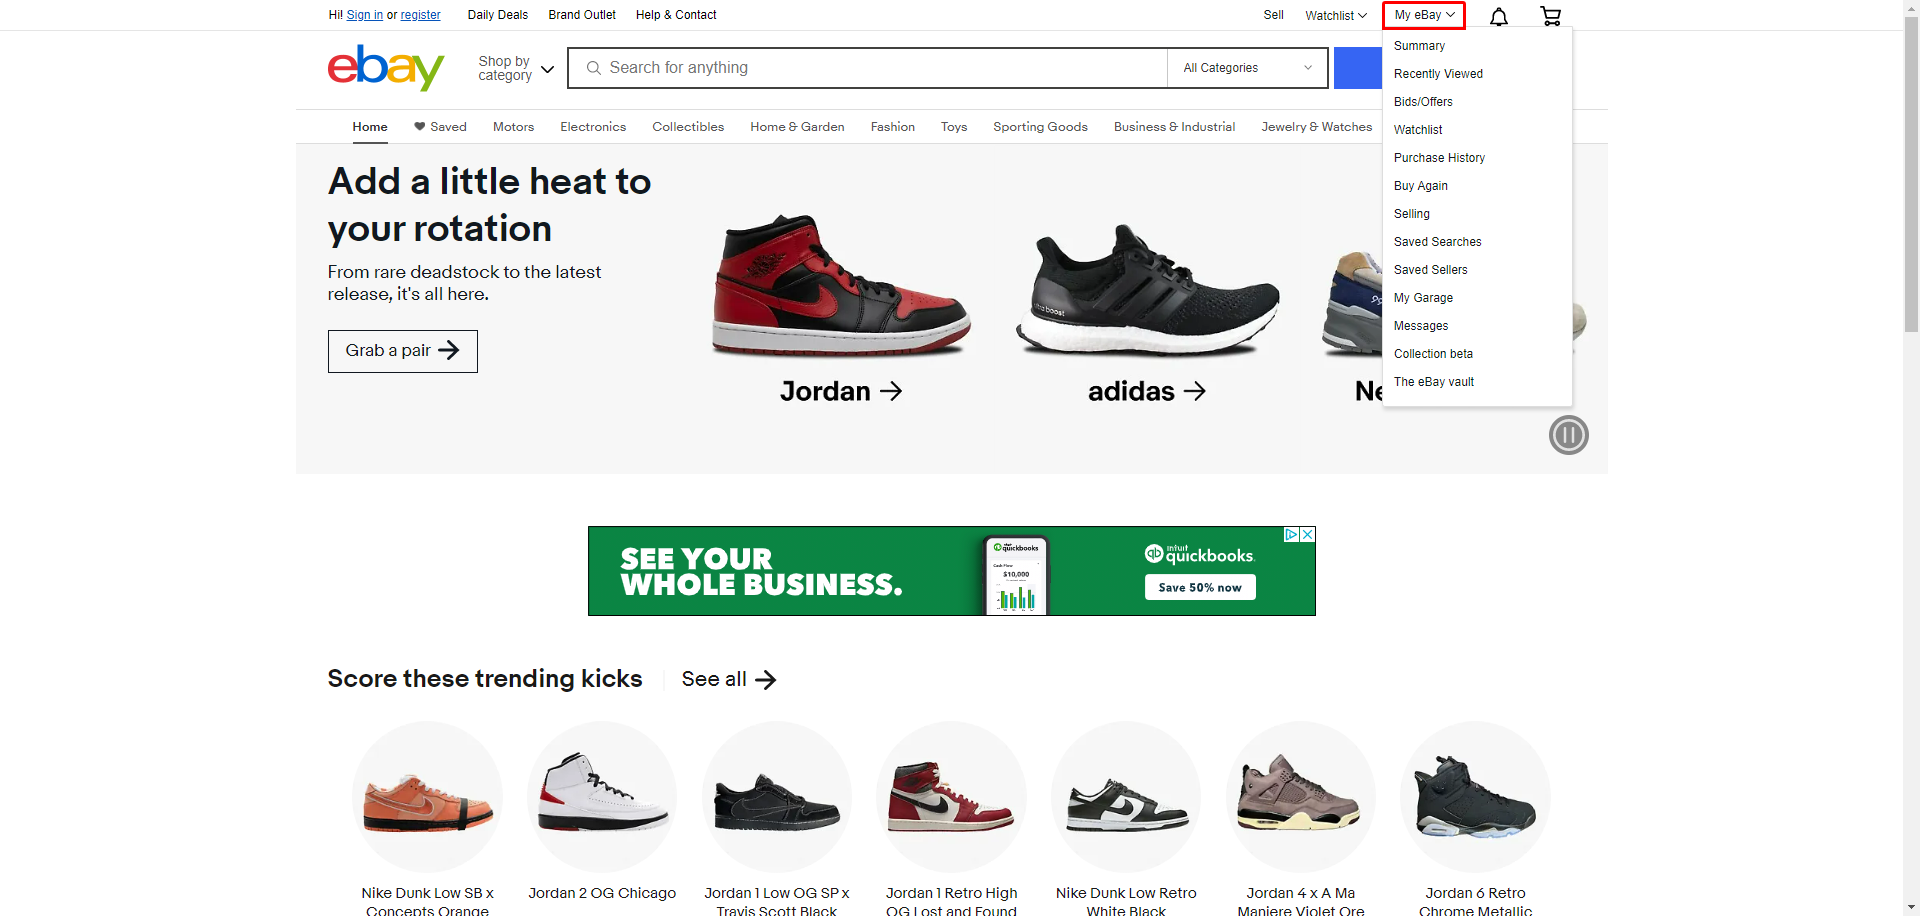 Hi! Sign in or register
Daily Deals
Brand Outlet
Help & Contact
Sell
Watchlist
My eBay
ebay
Shop by
category
Search for anything
All Categories
Summary
Recently Viewed
Bids/Offers
Watchlist
Purchase History
Buy Again
Selling
Saved Searches
Saved Sellers
My Garage
Messages
Collection beta
The eBay vault
Home
Saved
Motors
Electronics
Collectibles
Home & Garden
Fashion
Toys
Sporting Goods
Business & Industrial
Jewelry & Watches
Add a little heat to
your rotation
From rare deadstock to the latest
release, it's all here.
Grab a pair
Jordan
adidas
Ne
SEE YOUR
WHOLE BUSINESS.
quickbooks
Cash Flow
$10,000
intuit
quickbooks.
Save 50% now
Score these trending kicks
See all
Nike Dunk Low SB x
Concepts Orange
Jordan 2 OG Chicago
Jordan 1 Low OG SP x
Travis Scott Black
Jordan 1 Retro High
OG Lost and Found
Nike Dunk Low Retro
White Black
Jordan 4 x A Ma
Maniere Violet Ore
Jordan 6 Retro
Chrome Metallic